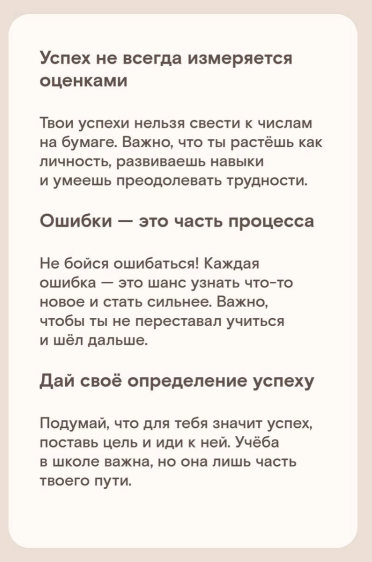 Успех не всегда измеряется
оценками
Твои успехи нельзя свести к числам
на бумаге. Важно, что ты растёшь как
личность, развиваешь навыки
и умеешь преодолевать трудности.
Ошибки — это часть процесса
Не бойся ошибаться! Каждая
ошибка — это шанс узнать что-то
новое и стать сильнее. Важно,
чтобы ты не переставал учиться
и шёл дальше.
Дай своё определение успеху
Подумай, что для тебя значит успех,
поставь цель и иди к ней. Учёба
в школе важна, но она лишь часть
твоего пути.